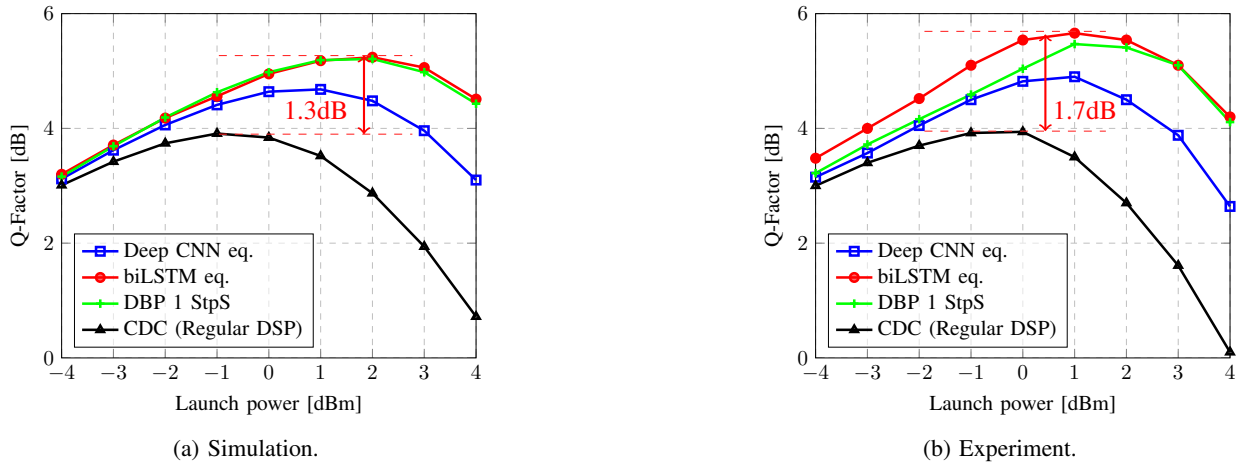 6
4
2
0
Q-Factor [dB]
1.3dB
Deep CNN eq.
biLSTM eq.
DBP 1 StpS
CDC (Regular DSP)
−4 −3 −2 −1 0 1 2 3 4
Launch power [dBm]
(a) Simulation.
6
4
2
0
Q-Factor [dB]
1.7dB
Deep CNN eq.
biLSTM eq.
DBP 1 StpS
CDC (Regular DSP)
−4 −3 −2 −1 0 1 2 3 4
Launch power [dBm]
(b) Experiment.